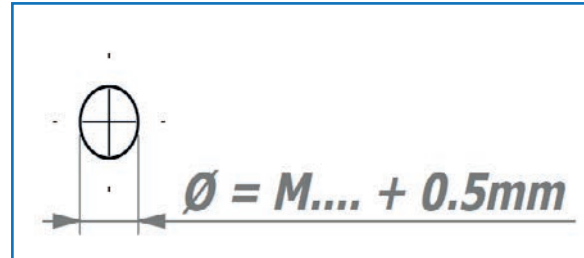 Ø = M.... + 0.5mm